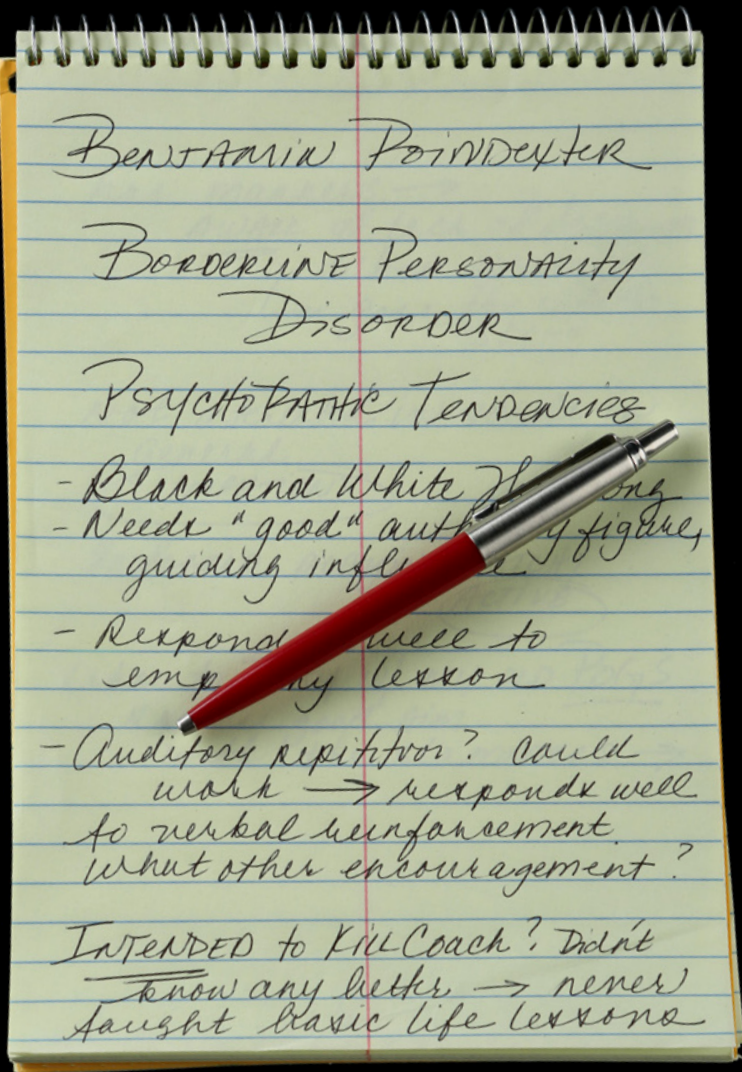 Benjamin Poindexter
Borderline Personality
Disorder
Psychopathic Tendencies
- Black and White
- Needs "good" figure,
guiding
- Respond well to
lesson
- Auditory repitition? could
work → responds well
to verbal reinforcement
what other encouragement?
INTENDED to Kill Coach? Didn't
know any better → never
taught basic life lessons